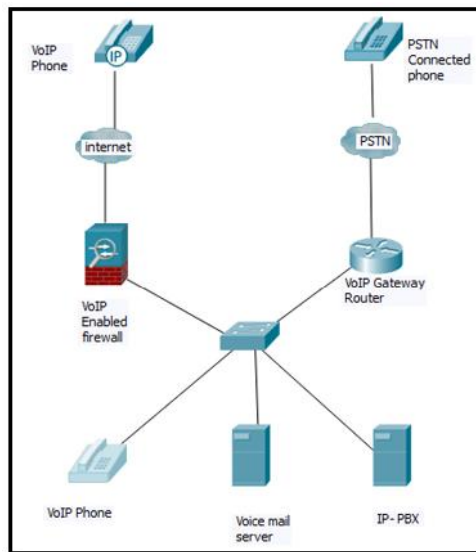 VoIP
Phone
IP
PSTN
Connected
phone
internet
PSTN
VoIP
Enabled
firewall
VoIP Gateway
Router
VoIP Phone
Voice mail
server
IP- PBX